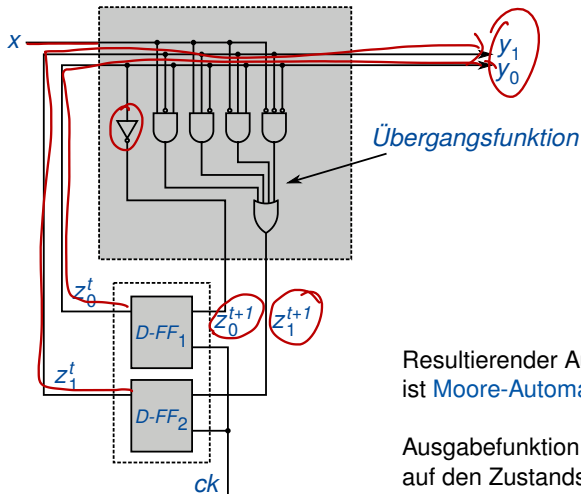 x
y₁
y₀
Übergangsfunktion
z₀ᵗ
z₀ᵗ⁺¹
z₁ᵗ⁺¹
D-FF₁
z₁ᵗ
D-FF₂
ck
Resultierender A
ist Moore-Automa
Ausgabefunktion
auf den Zustands